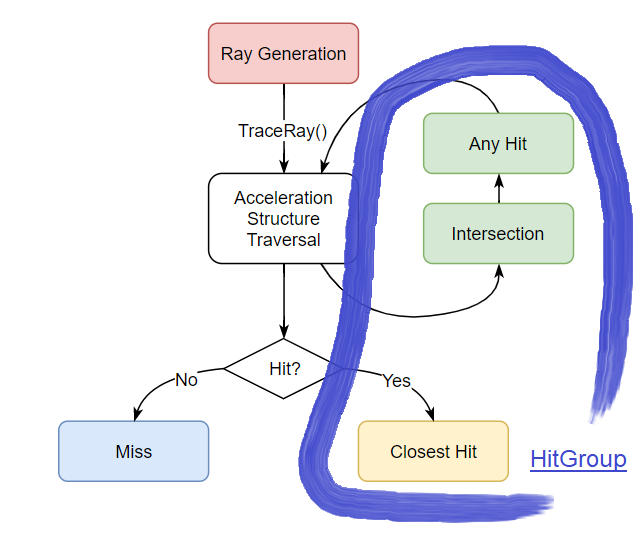 Ray Generation
TraceRay()
Any Hit
Acceleration
Structure
Traversal
Intersection
Hit?
No
Yes
Miss
Closest Hit
HitGroup